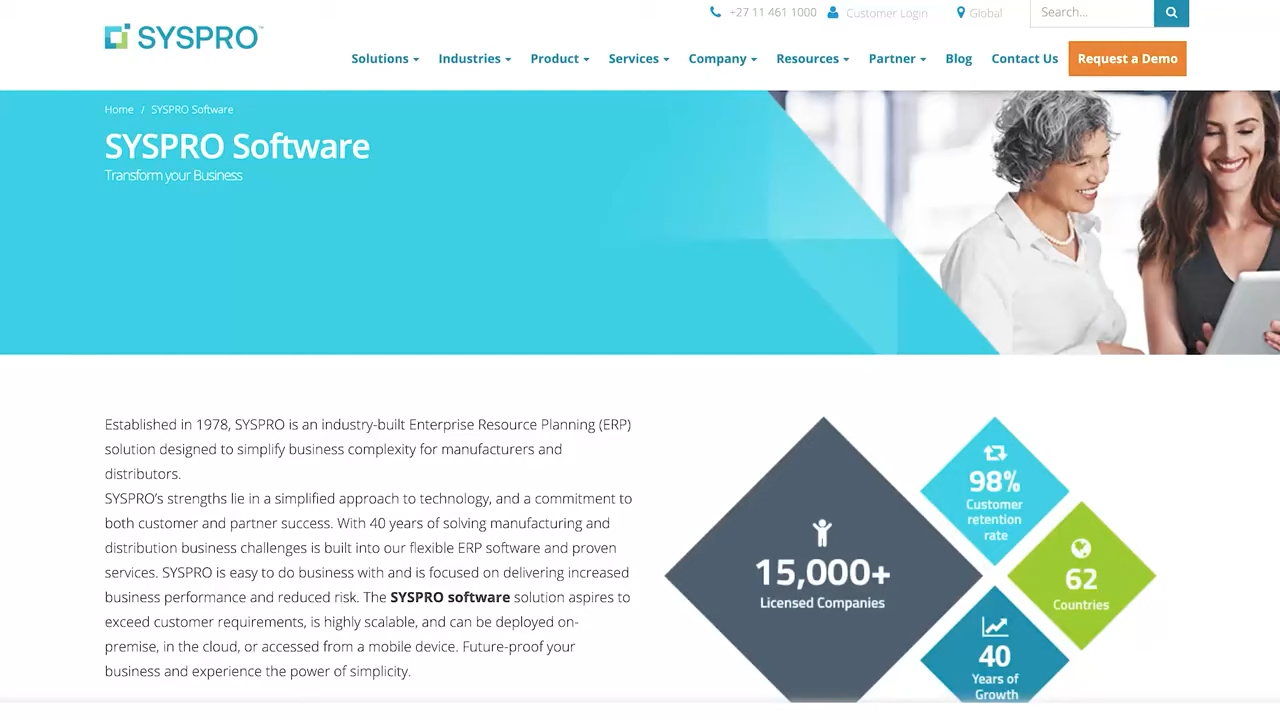 +27 11 461 1000 Customer Login Global Search...
SYSPRO™
Solutions Industries Product Services Company Resources Partner Blog Contact Us Request a Demo
Home / SYSPRO Software
SYSPRO Software
Transform your Business
Established in 1978, SYSPRO is an industry-built Enterprise Resource Planning (ERP)
solution designed to simplify business complexity for manufacturers and
distributors.
SYSPRO’s strengths lie in a simplified approach to technology, and a commitment to
both customer and partner success. With 40 years of solving manufacturing and
distribution business challenges is built into our flexible ERP software and proven
services. SYSPRO is easy to do business with and is focused on delivering increased
business performance and reduced risk. The SYSPRO software solution aspires to
exceed customer requirements, is highly scalable, and can be deployed on-
premise, in the cloud, or accessed from a mobile device. Future-proof your
business and experience the power of simplicity.
15,000+
Licensed Companies
98%
Customer
retention
rate
62
Countries
40
Years of
Growth